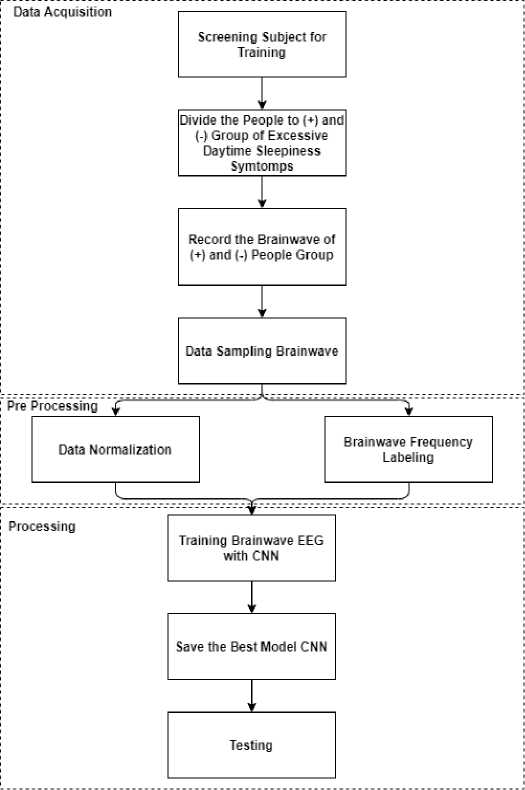 Data Acquisition
Screening Subject for
Training
Divide the People to (+) and
(-) Group of Excessive
Daytime Sleepiness
Symtomps
Record the Brainwave of
(+) and (-) People Group
Data Sampling Brainwave
Pre Processing
Data Normalization
Brainwave Frequency
Labeling
Processing
Training Brainwave EEG
with CNN
Save the Best Model CNN
Testing